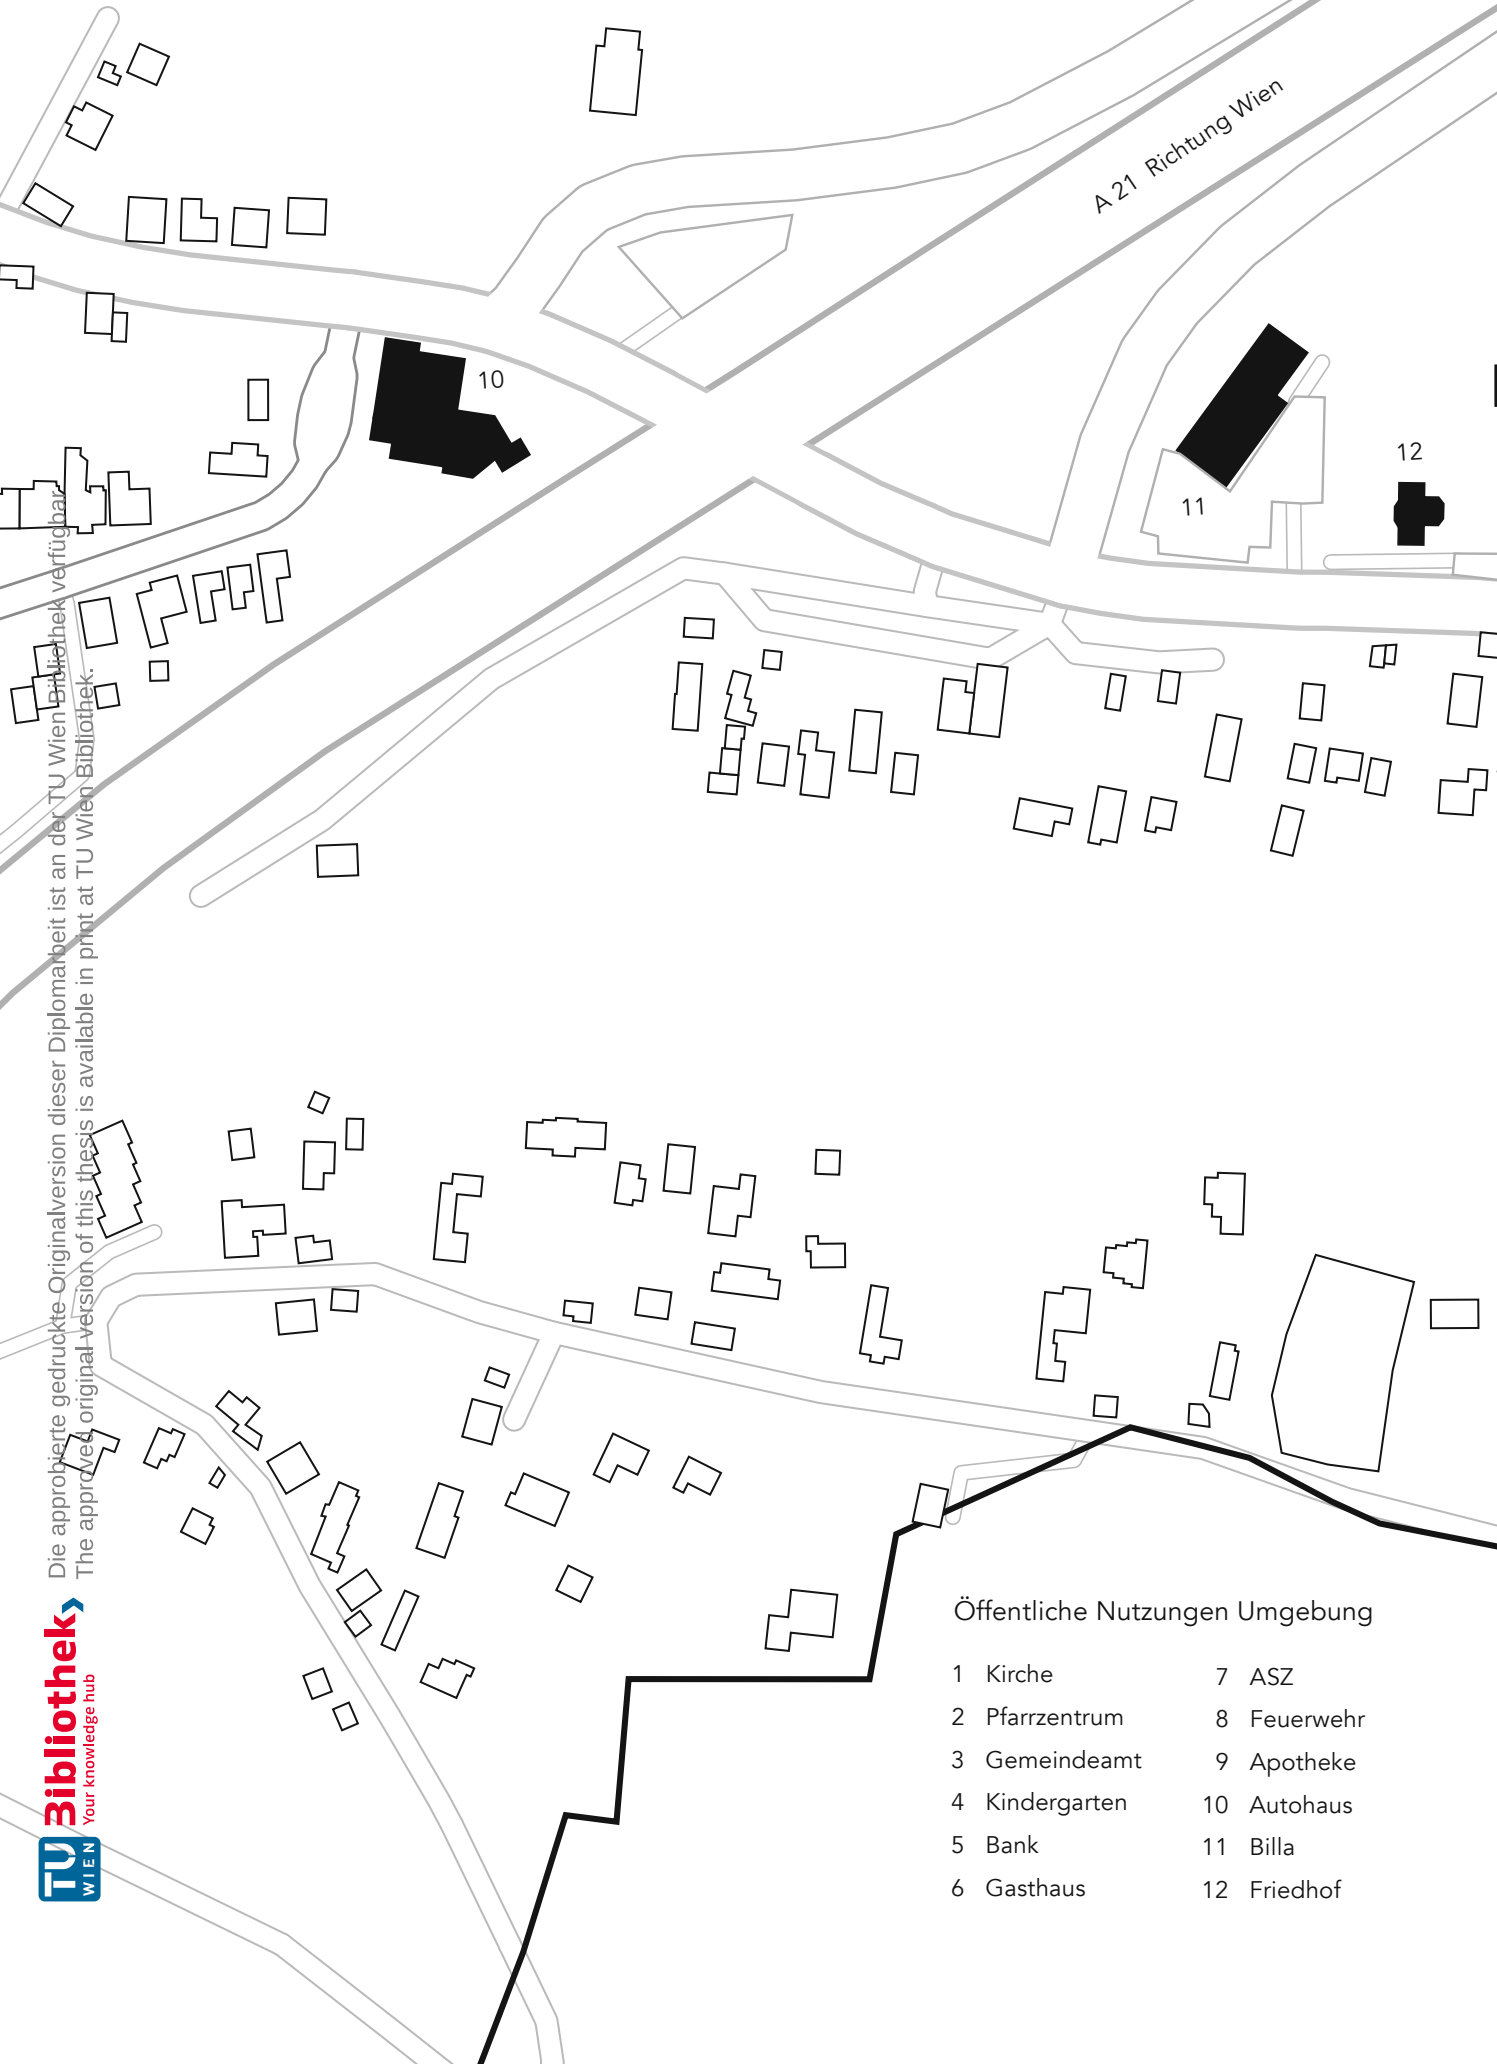 A 21 Richtung Wien
10
11
12
Öffentliche Nutzungen Umgebung
1 Kirche
2 Pfarrzentrum
3 Gemeindeamt
4 Kindergarten
5 Bank
6 Gasthaus
7 ASZ
8 Feuerwehr
9 Apotheke
10 Autohaus
11 Billa
12 Friedhof
Die approbierte gedruckte Originalversion dieser Diplomarbeit ist an der TU Wien Bibliothek verfügbar
The approved original version of this thesis is available in print at TU Wien Bibliothek.
TU WIEN
Bibliothek
Your knowledge hub